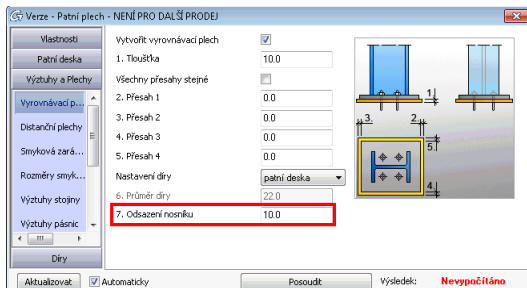 Verze - Patní plech - NENÍ PRO DALŠÍ PRODEJ
Vlastnosti
Patní deska
Výztuhy a Plechy
Vyrovnávací p...
Distanční plechy
Smyková zará...
Rozměry smyk...
Výztuhy stojiny
Výztuhy pásnic
Díry
Vytvořit vyrovnávací plech
1. Tloušťka 10.0
Všechny přesahy stejné
2. Přesah 1 0.0
3. Přesah 2 0.0
4. Přesah 3 0.0
5. Přesah 4 0.0
Nastavení díry patní deska
6. Průměr díry 22.0
7. Odsazení nosníku 10.0
1.
3. 2.
5.
4.
Aktualizovat Automaticky Posoudit Výsledek: Nevypočítáno